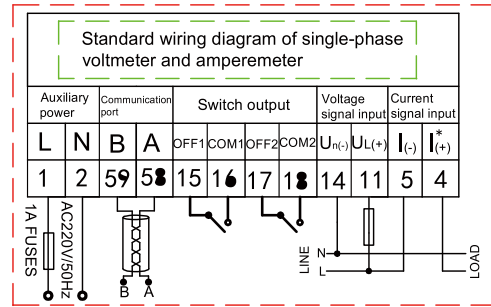 Standard wiring diagram of single-phase
voltmeter and amperemeter
Auxiliary power
Communication port
Switch output
Voltage signal input
Current signal input
L N B A OFF1 COM1 OFF2 COM2 Un(-) UL(+) I(-) I*(+)
1 2 59 58 15 16 17 18 14 11 5 4
1A FUSES
AC220V/50Hz
B A
LINE
N
L
LOAD